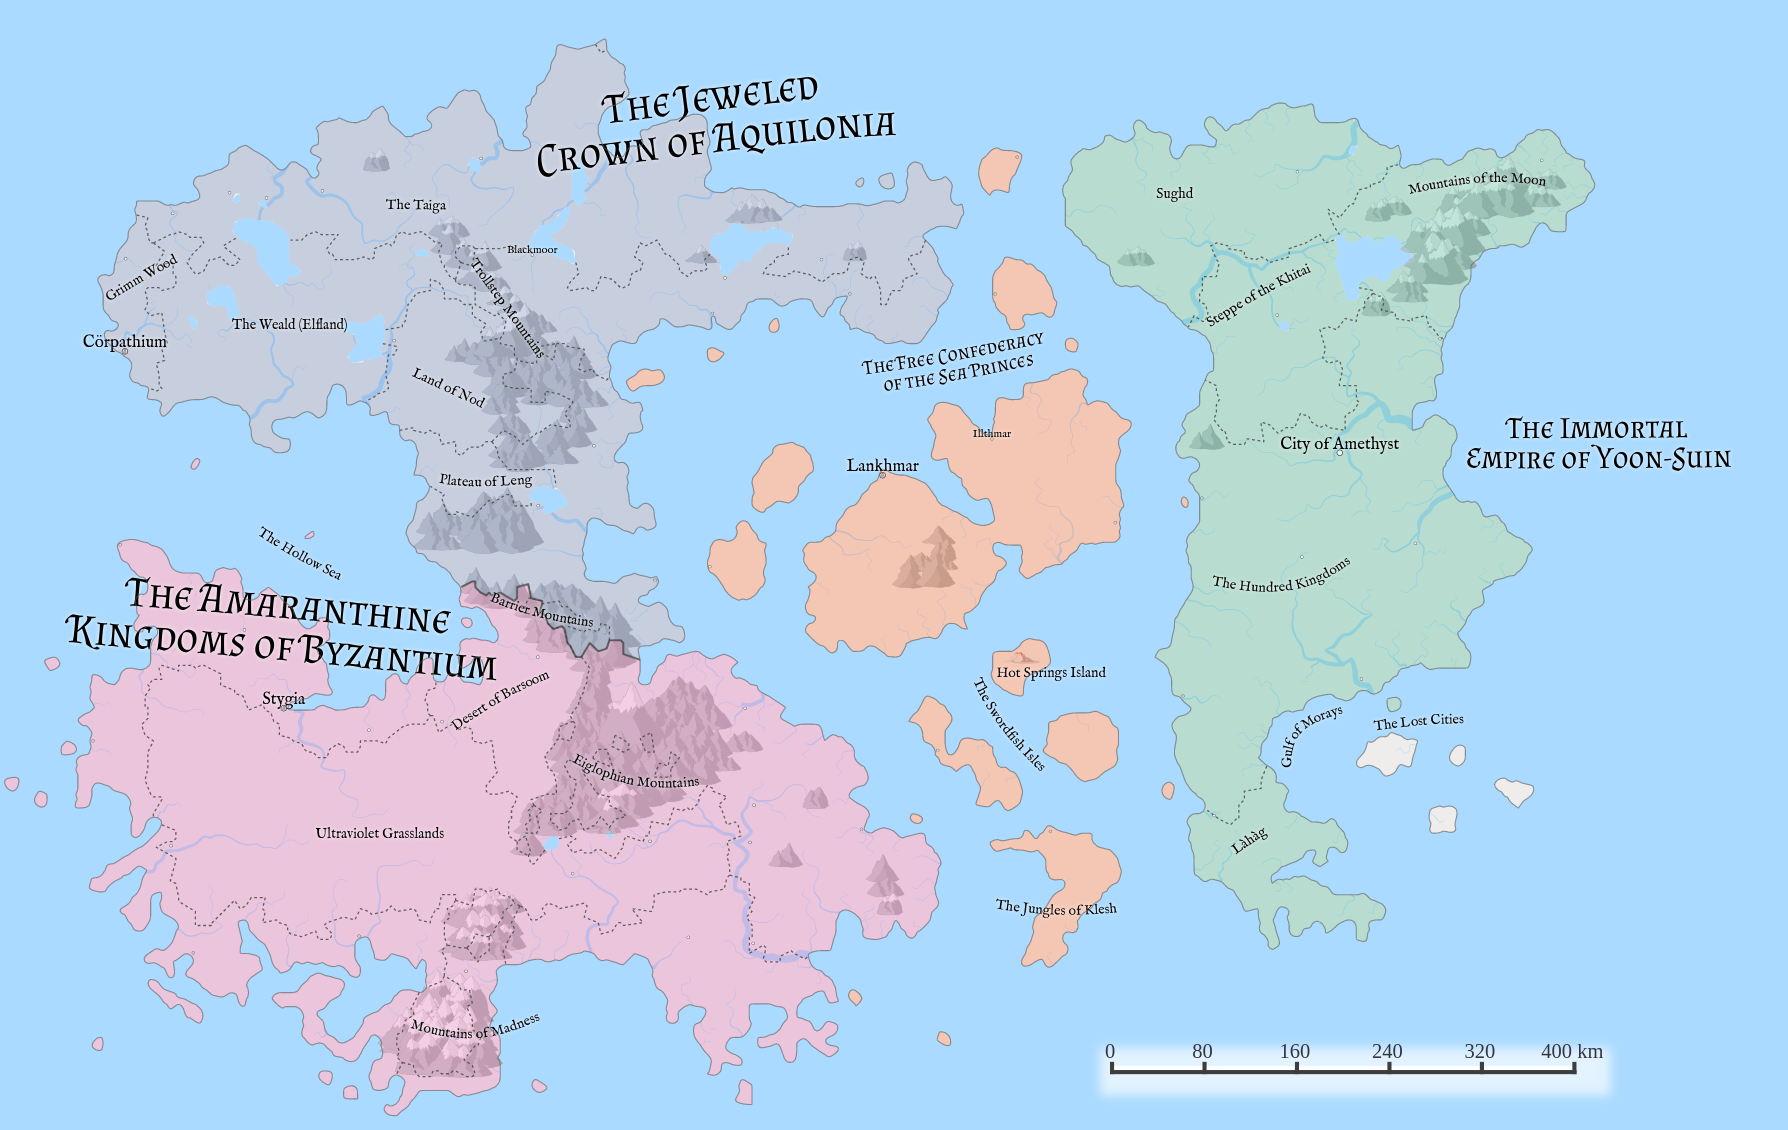 The Jeweled
Crown of Aquilonia
The Taiga
Blackmoor
Grimm Wood
Trollstep Mountains
The Weald (Elfland)
Cörpathium
Land of Nod
Plateau of Leng
The Hollow Sea
Barrier Mountains
The Amaranthine
Kingdoms of Byzantium
Stygia
Desert of Barsoom
Eiglophian Mountains
Ultraviolet Grasslands
Mountains of Madness
The Free Confederacy
of the Sea Princes
Illthmar
Lankhmar
Hot Springs Island
The Swordfish Isles
The Jungles of Klesh
Sughd
Mountains of the Moon
Steppe of the Khitai
City of Amethyst
The Immortal
Empire of Yoon-Suin
The Hundred Kingdoms
Gulf of Morays
The Lost Cities
Làhàg
0 80 160 240 320 400 km